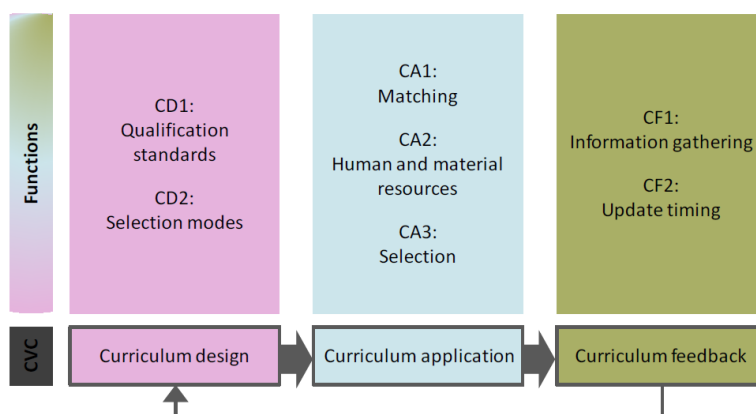 Functions
CD1:
Qualification
standards
CD2:
Selection modes
CA1:
Matching
CA2:
Human and material
resources
CA3:
Selection
CF1:
Information gathering
CF2:
Update timing
CVC
Curriculum design
Curriculum application
Curriculum feedback